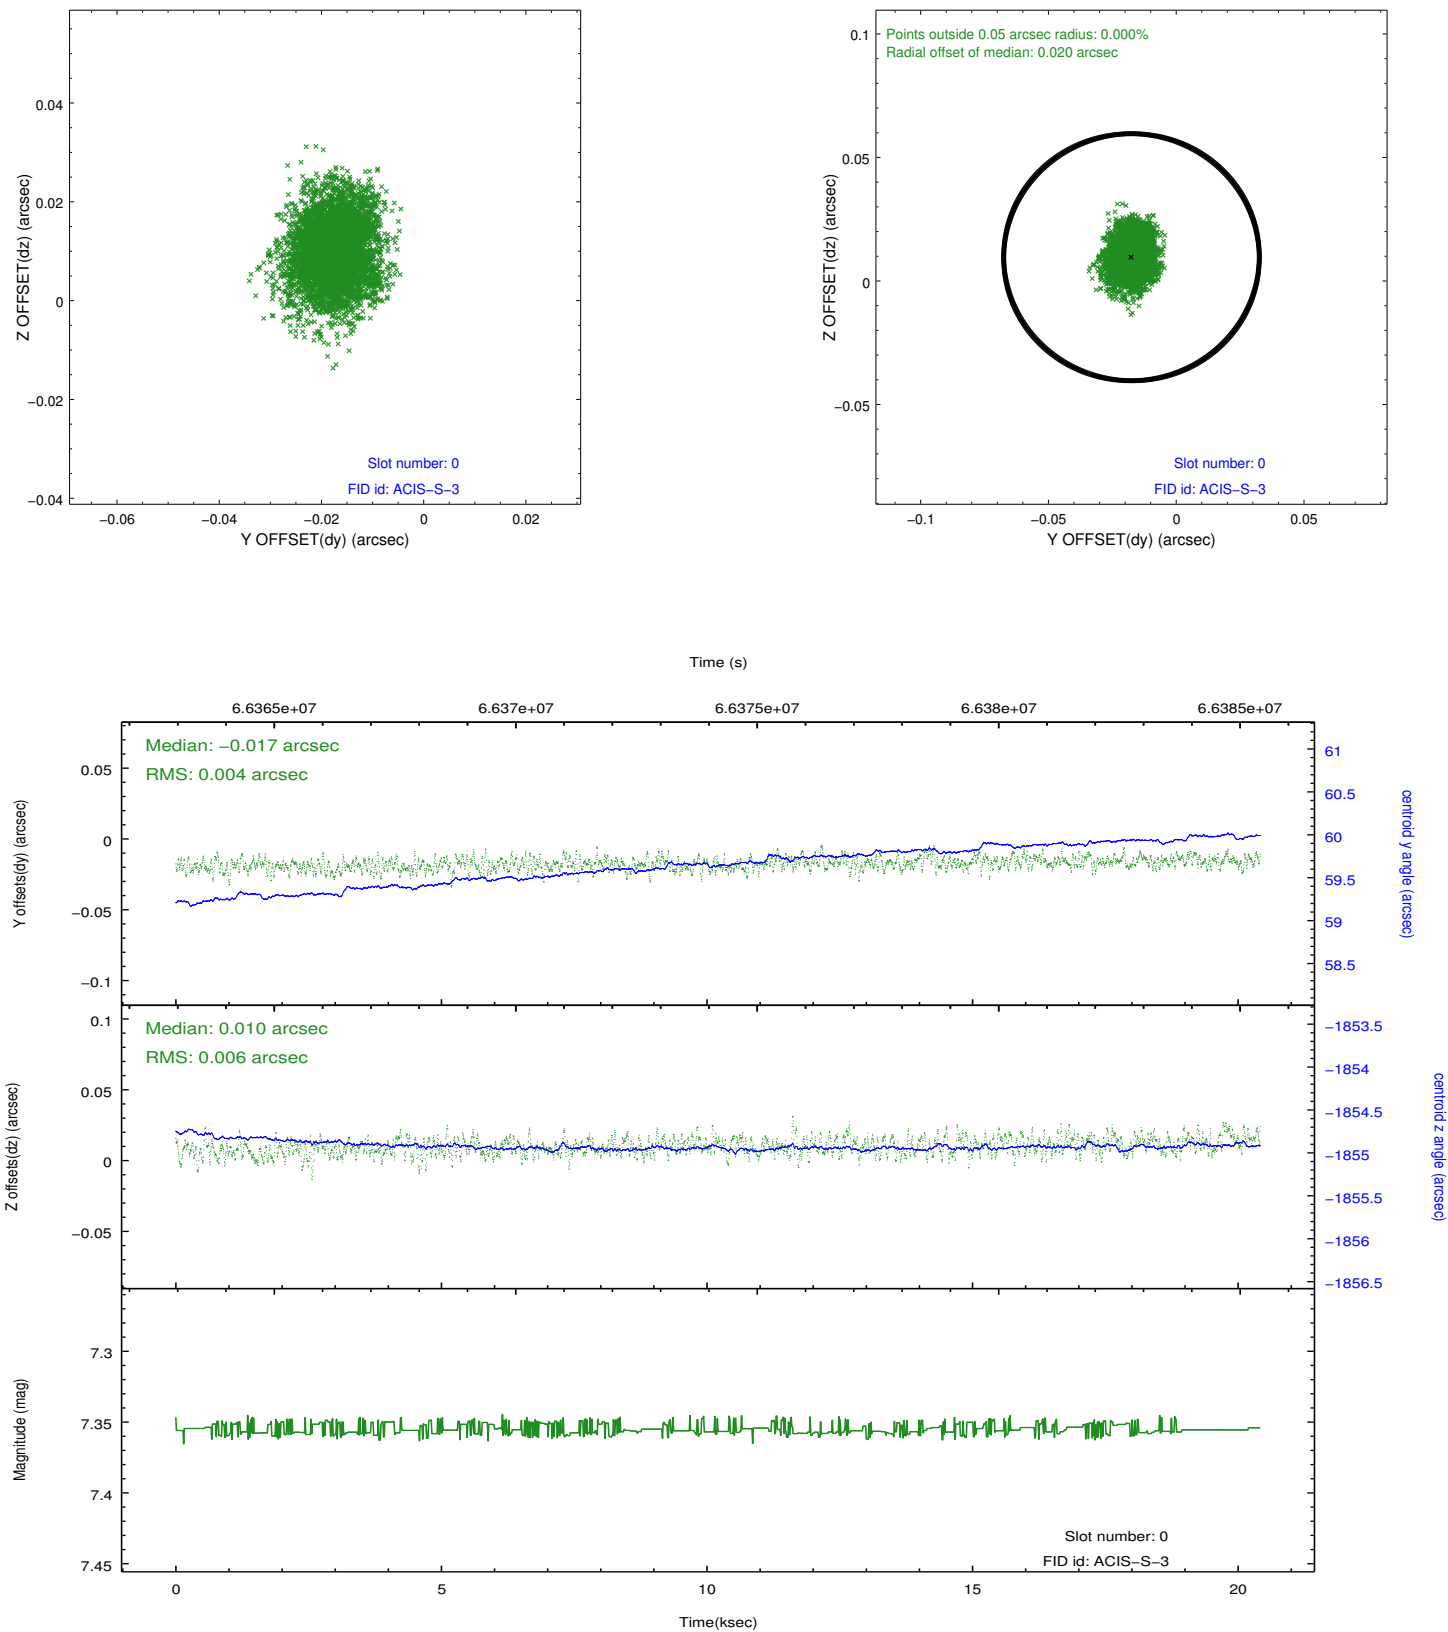 0.04
0.02
0
−0.02
−0.04
Z OFFSET(dz) (arcsec)
Slot number: 0
FID id: ACIS−S−3
−0.06
−0.04
−0.02
0
0.02
Y OFFSET(dy) (arcsec)
Points outside 0.05 arcsec radius: 0.000%
Radial offset of median: 0.020 arcsec
0.1
0.05
0
−0.05
Z OFFSET(dz) (arcsec)
Slot number: 0
FID id: ACIS−S−3
−0.1
−0.05
0
0.05
Y OFFSET(dy) (arcsec)
Time (s)
6.6365e+07
6.637e+07
6.6375e+07
6.638e+07
6.6385e+07
Median: −0.017 arcsec
RMS: 0.004 arcsec
0.05
0
−0.05
−0.1
Y offsets(dy) (arcsec)
61
60.5
60
59.5
59
58.5
centroid y angle (arcsec)
Median: 0.010 arcsec
RMS: 0.006 arcsec
0.1
0.05
0
−0.05
Z offsets(dz) (arcsec)
−1853.5
−1854
−1854.5
−1855
−1855.5
−1856
−1856.5
centroid z angle (arcsec)
7.3
7.35
7.4
7.45
Magnitude (mag)
Slot number: 0
FID id: ACIS−S−3
0
5
10
15
20
Time(ksec)